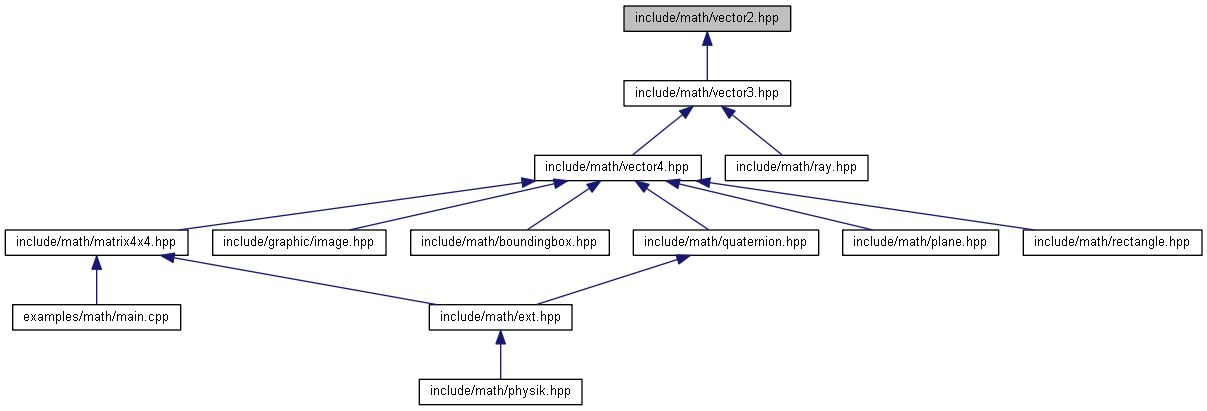 include/math/vector2.hpp
include/math/vector3.hpp
include/math/vector4.hpp
include/math/ray.hpp
include/math/matrix4x4.hpp
include/graphic/image.hpp
include/math/boundingbox.hpp
include/math/quaternion.hpp
include/math/plane.hpp
include/math/rectangle.hpp
examples/math/main.cpp
include/math/ext.hpp
include/math/physik.hpp